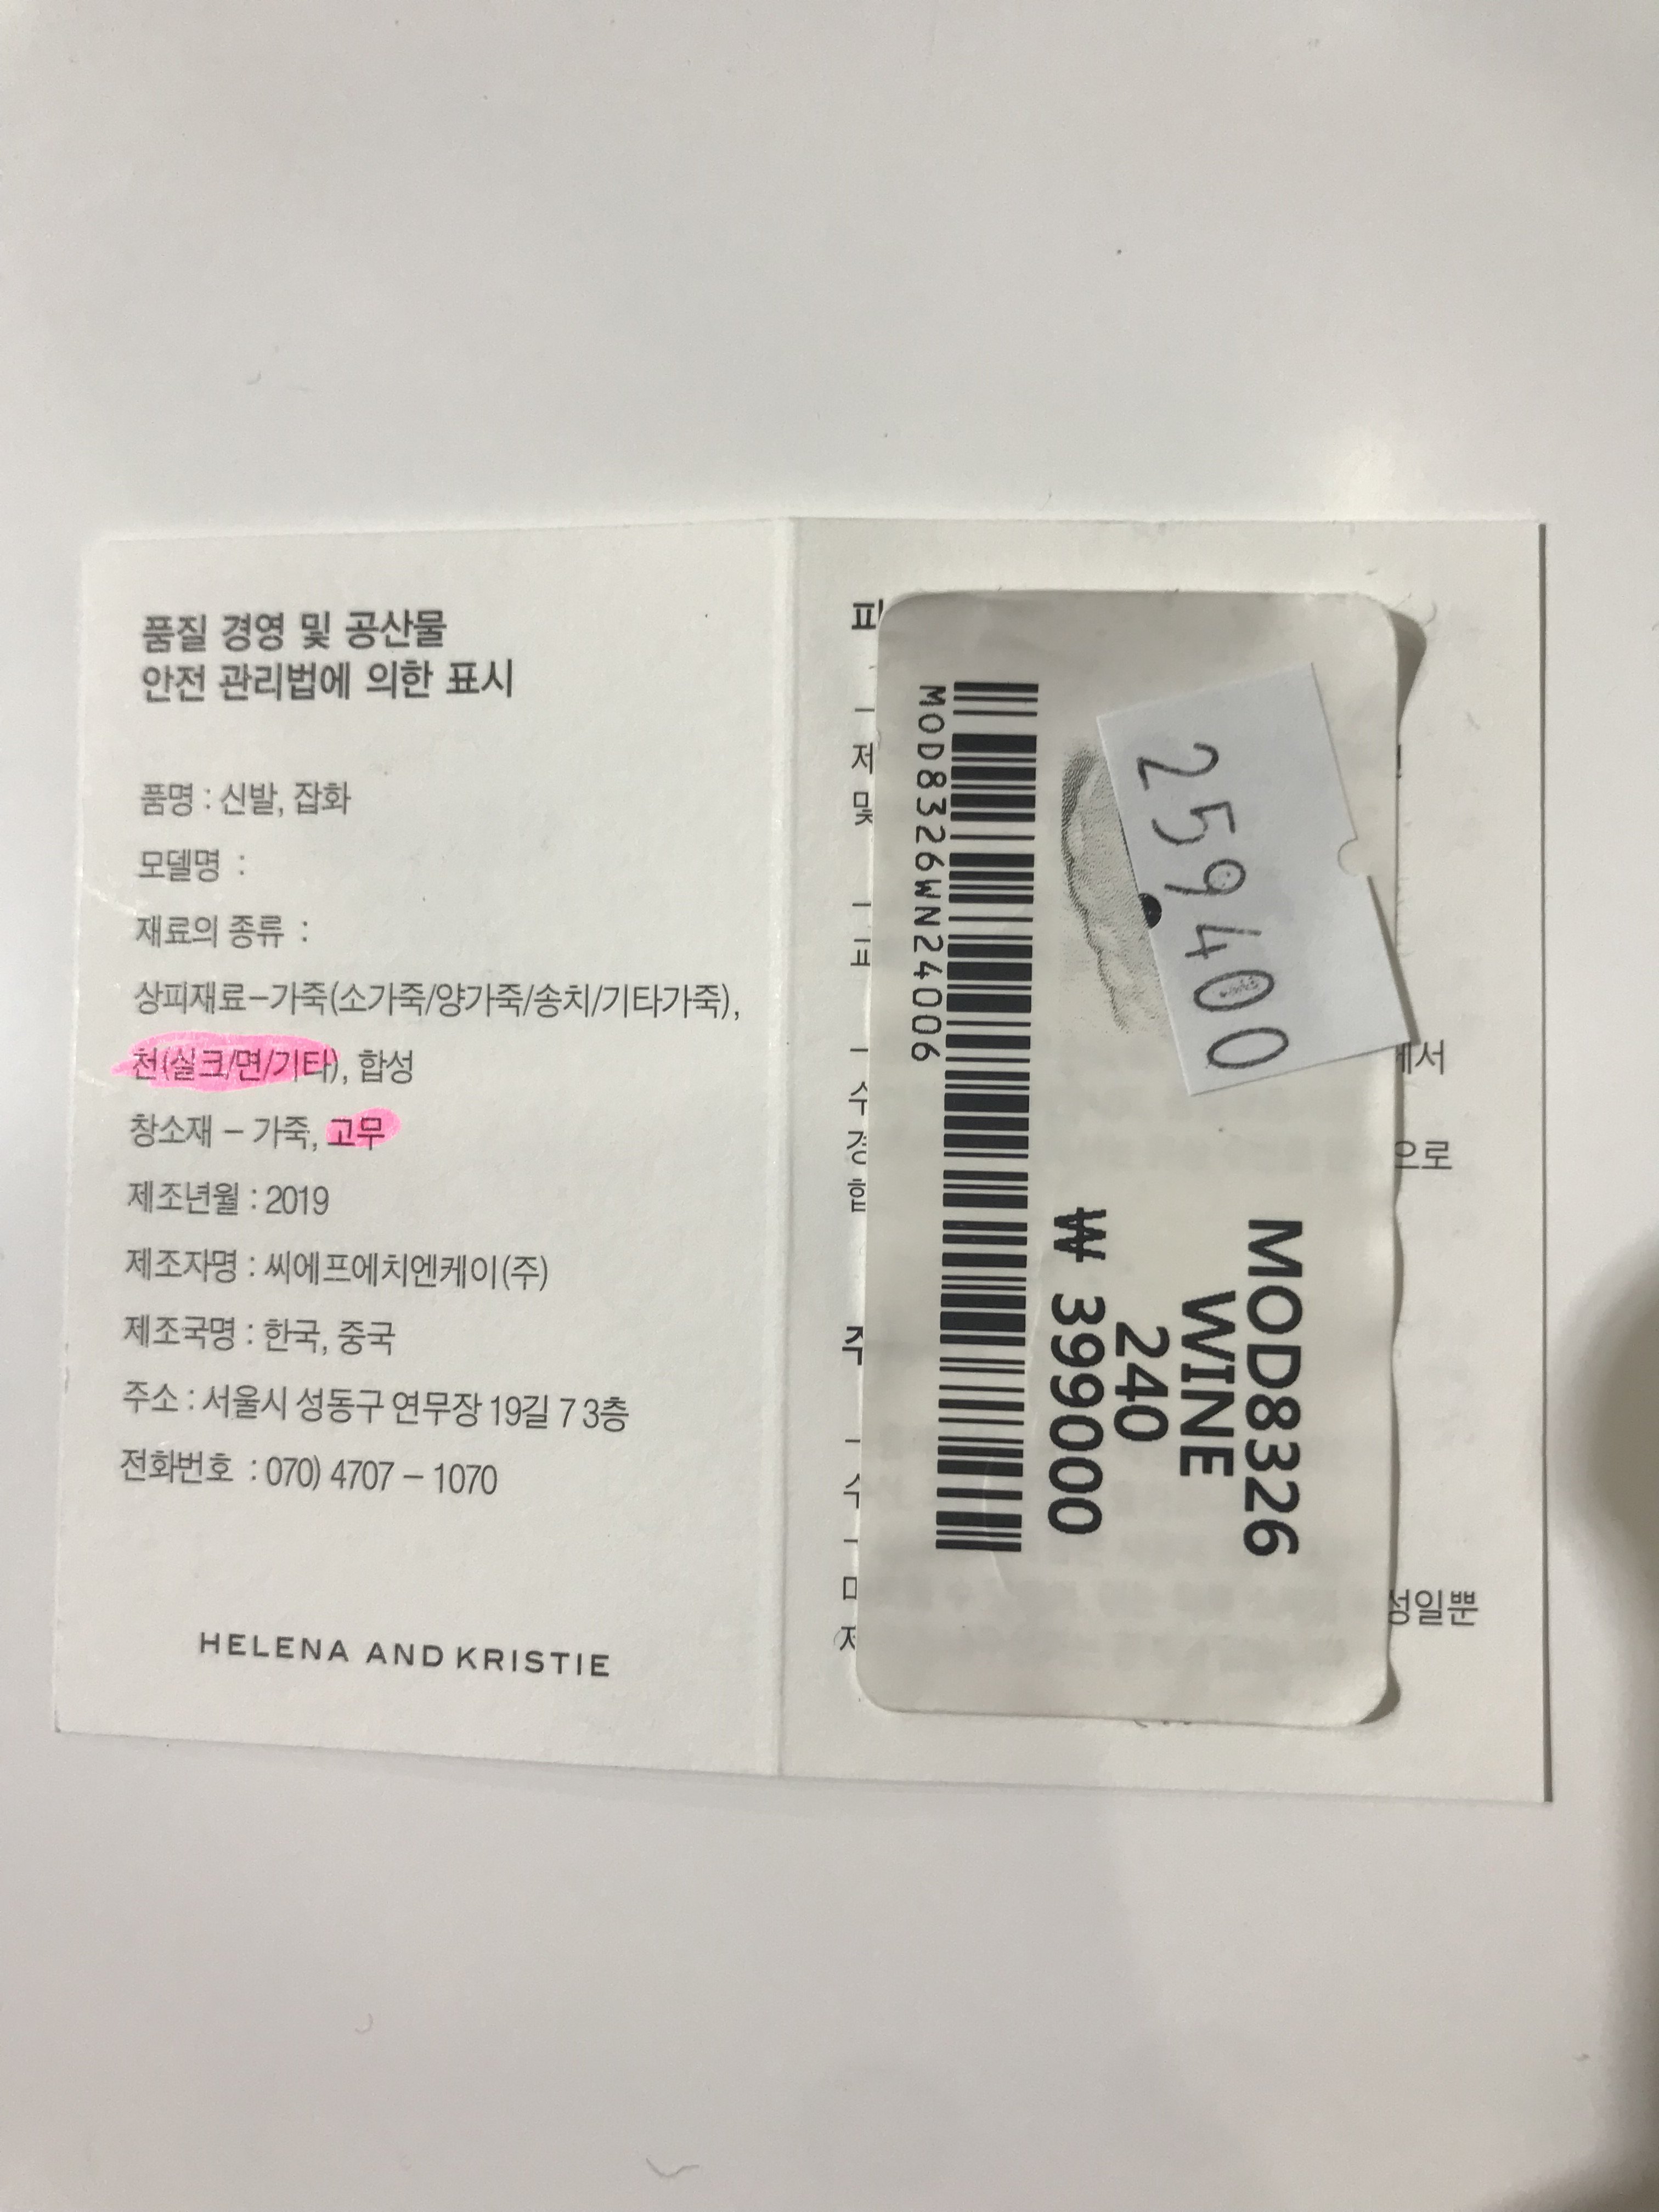 품질 경영 및 공산물
안전 관리법에 의한 표시
품명 : 신발, 잡화
모델명 :
재료의 종류 :
상피재료-가죽(소가죽/양가죽/송치/기타가죽),
천(실크/면/기타), 합성
창소재 - 가죽, 고무
제조년월 : 2019
제조자명 : 씨에프에치엔케이(주)
제조국명 : 한국, 중국
주소 : 서울시 성동구 연무장 19길 7 3층
전화번호 : 070) 4707 - 1070
HELENA AND KRISTIE
259400
MOD8326
WINE
240
₩ 399000
MOD8326WN24006
제
및
에서
으로
성일뿐